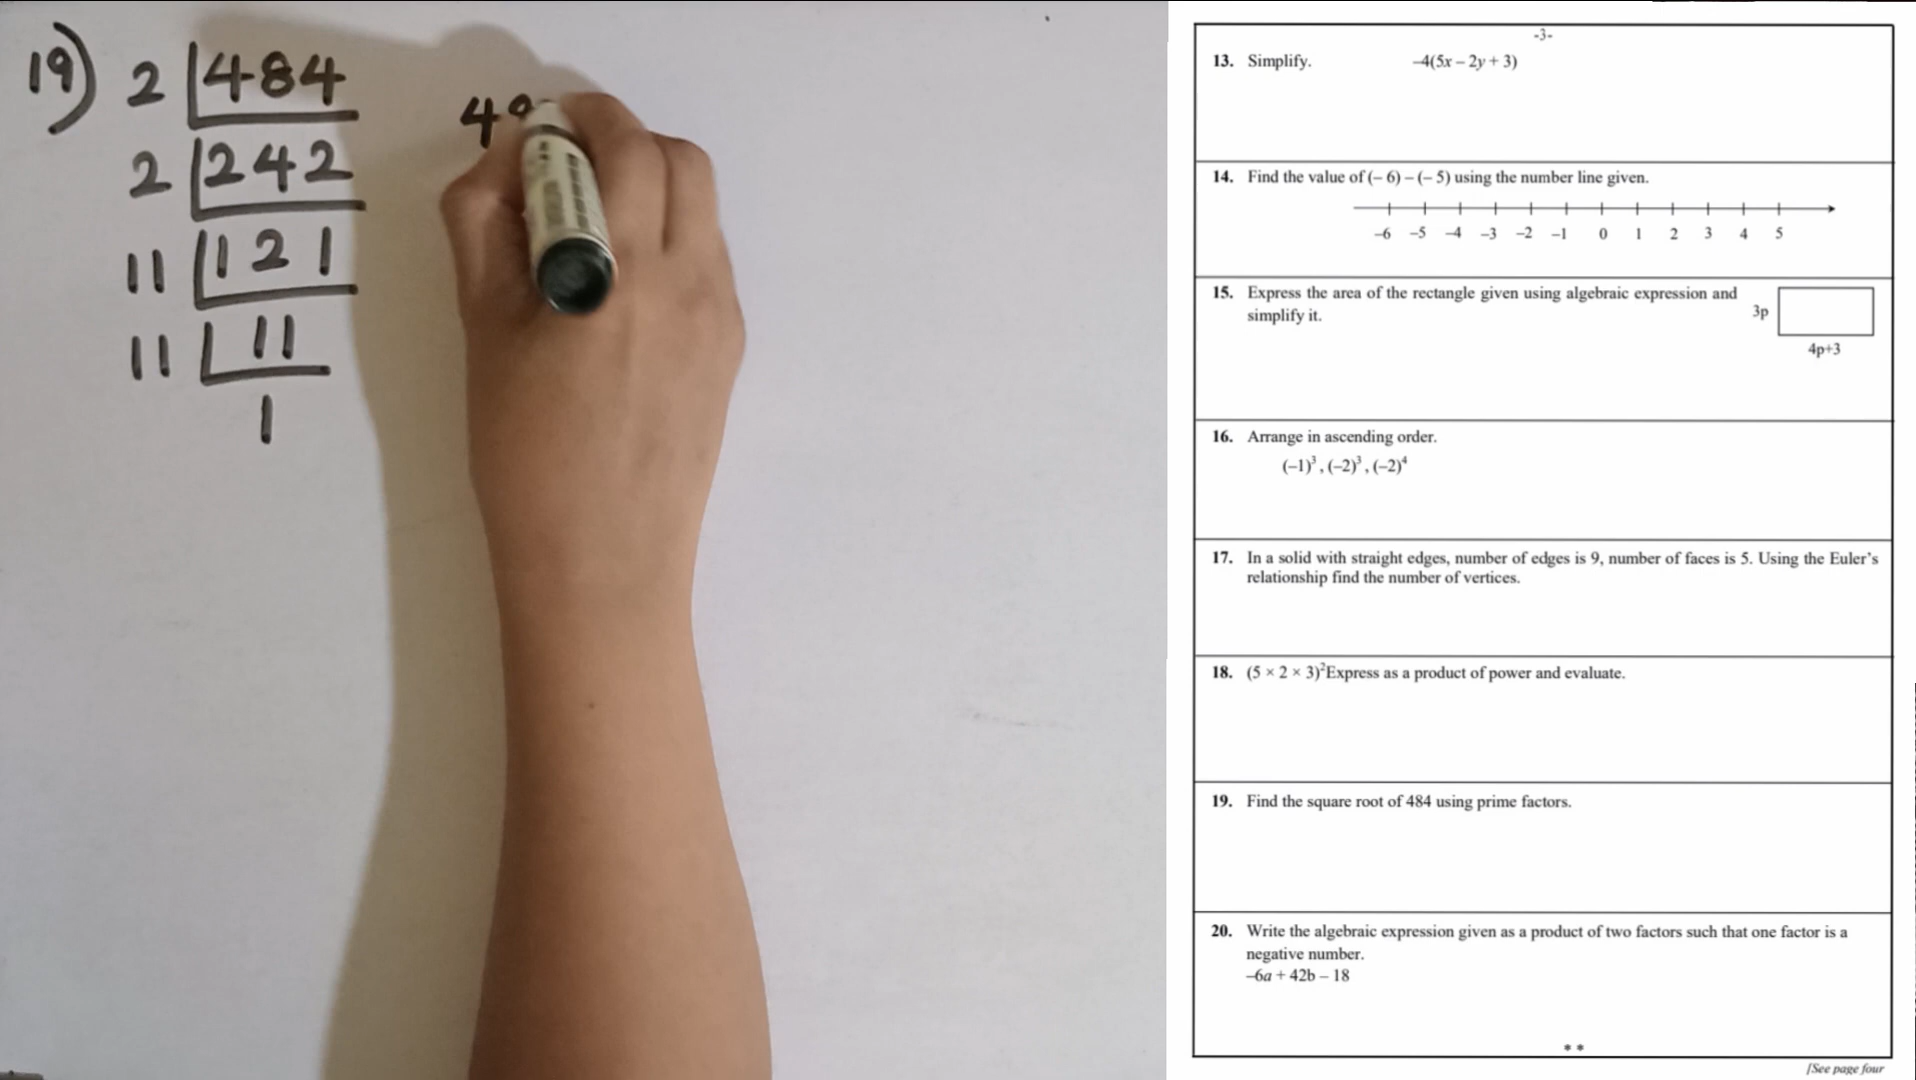 19) 2 484
2 242
11 121
11 11
1
4
-3-
13. Simplify. –4(5x – 2y + 3)
14. Find the value of (– 6) – (– 5) using the number line given.
–6 –5 –4 –3 –2 –1 0 1 2 3 4 5
15. Express the area of the rectangle given using algebraic expression and
simplify it.
3p
4p+3
16. Arrange in ascending order.
(–1)³ , (–2)³ , (–2)⁴
17. In a solid with straight edges, number of edges is 9, number of faces is 5. Using the Euler's
relationship find the number of vertices.
18. (5 × 2 × 3)²Express as a product of power and evaluate.
19. Find the square root of 484 using prime factors.
20. Write the algebraic expression given as a product of two factors such that one factor is a
negative number.
–6a + 42b – 18
* *
[See page four